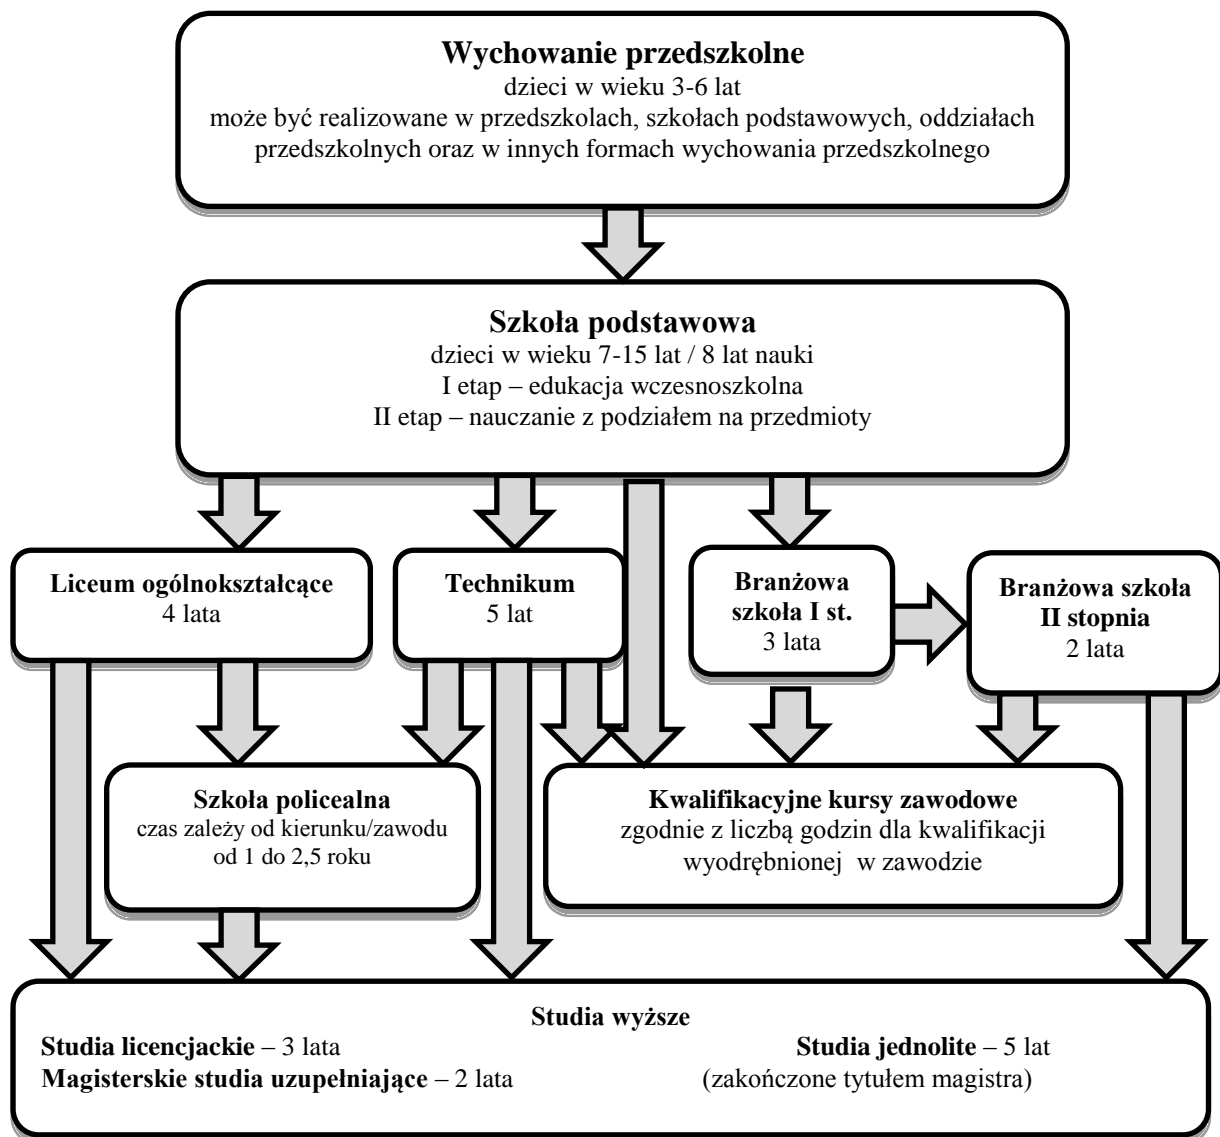 Wychowanie przedszkolne
dzieci w wieku 3-6 lat
może być realizowane w przedszkolach, szkołach podstawowych, oddziałach
przedszkolnych oraz w innych formach wychowania przedszkolnego
Szkoła podstawowa
dzieci w wieku 7-15 lat / 8 lat nauki
I etap – edukacja wczesnoszkolna
II etap – nauczanie z podziałem na przedmioty
Liceum ogólnokształcące
4 lata
Technikum
5 lat
Branżowa
szkoła I st.
3 lata
Branżowa szkoła
II stopnia
2 lata
Szkoła policealna
czas zależy od kierunku/zawodu
od 1 do 2,5 roku
Kwalifikacyjne kursy zawodowe
zgodnie z liczbą godzin dla kwalifikacji
wyodrębnionej w zawodzie
Studia wyższe
Studia licencjackie – 3 lata
Magisterskie studia uzupełniające – 2 lata
Studia jednolite – 5 lat
(zakończone tytułem magistra)